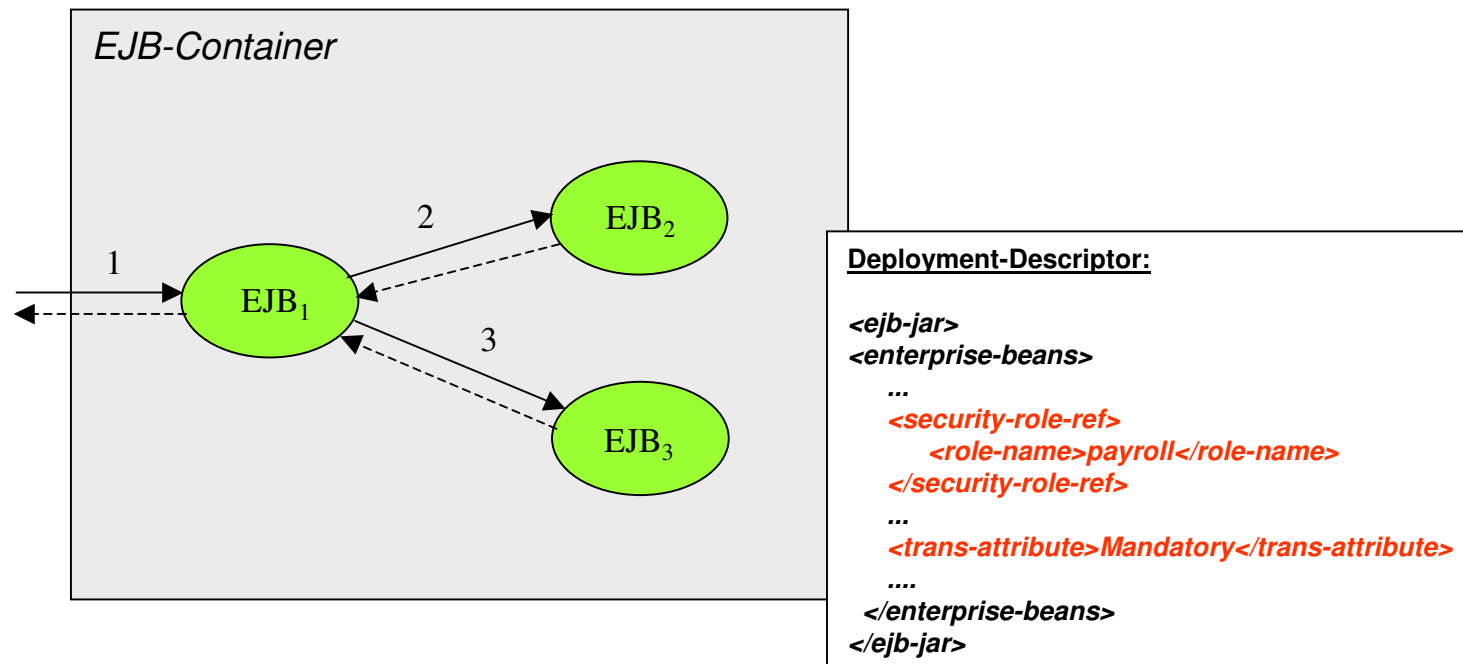 EJB-Container
1
2
3
EJB₁
EJB₂
EJB₃
Deployment-Descriptor:
<ejb-jar>
<enterprise-beans>
...
<security-role-ref>
<role-name>payroll</role-name>
</security-role-ref>
...
<trans-attribute>Mandatory</trans-attribute>
....
</enterprise-beans>
</ejb-jar>